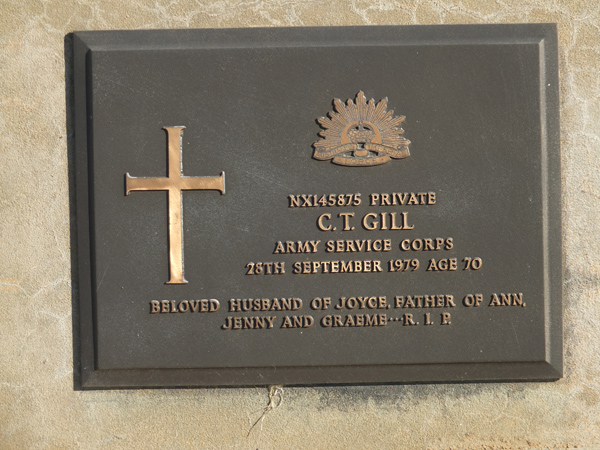 NX145875 PRIVATE
C.T. GILL
ARMY SERVICE CORPS
28TH SEPTEMBER 1979 AGE 70
BELOVED HUSBAND OF JOYCE, FATHER OF ANN,
JENNY AND GRAEME···R. I. P.